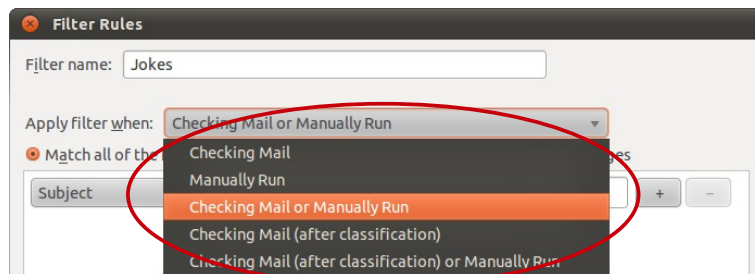 Filter Rules
Filter name: Jokes
Apply filter when: Checking Mail or Manually Run
Match all of the
Checking Mail
Manually Run
Subject
+ -
Checking Mail or Manually Run
Checking Mail (after classification)
Checking Mail (after classification) or Manually Run